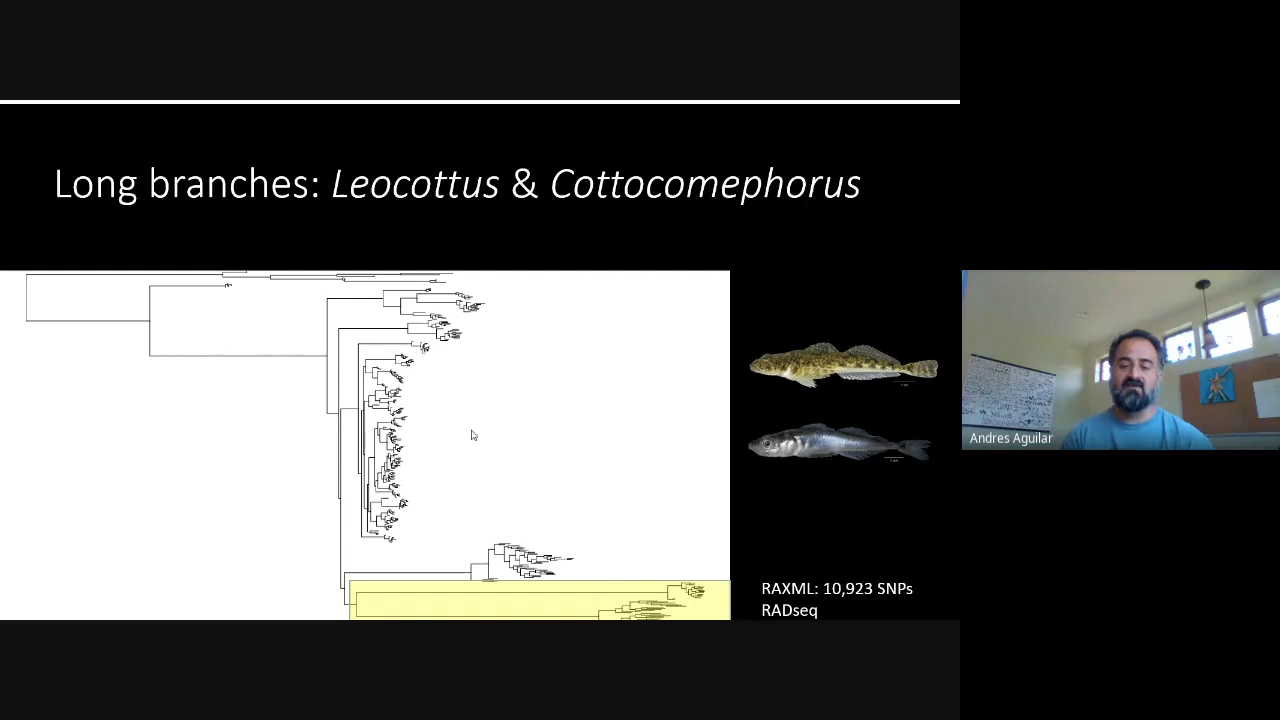 Long branches: Leocottus & Cottocomephorus
Andres Aguilar
RAXML: 10,923 SNPs
RADseq